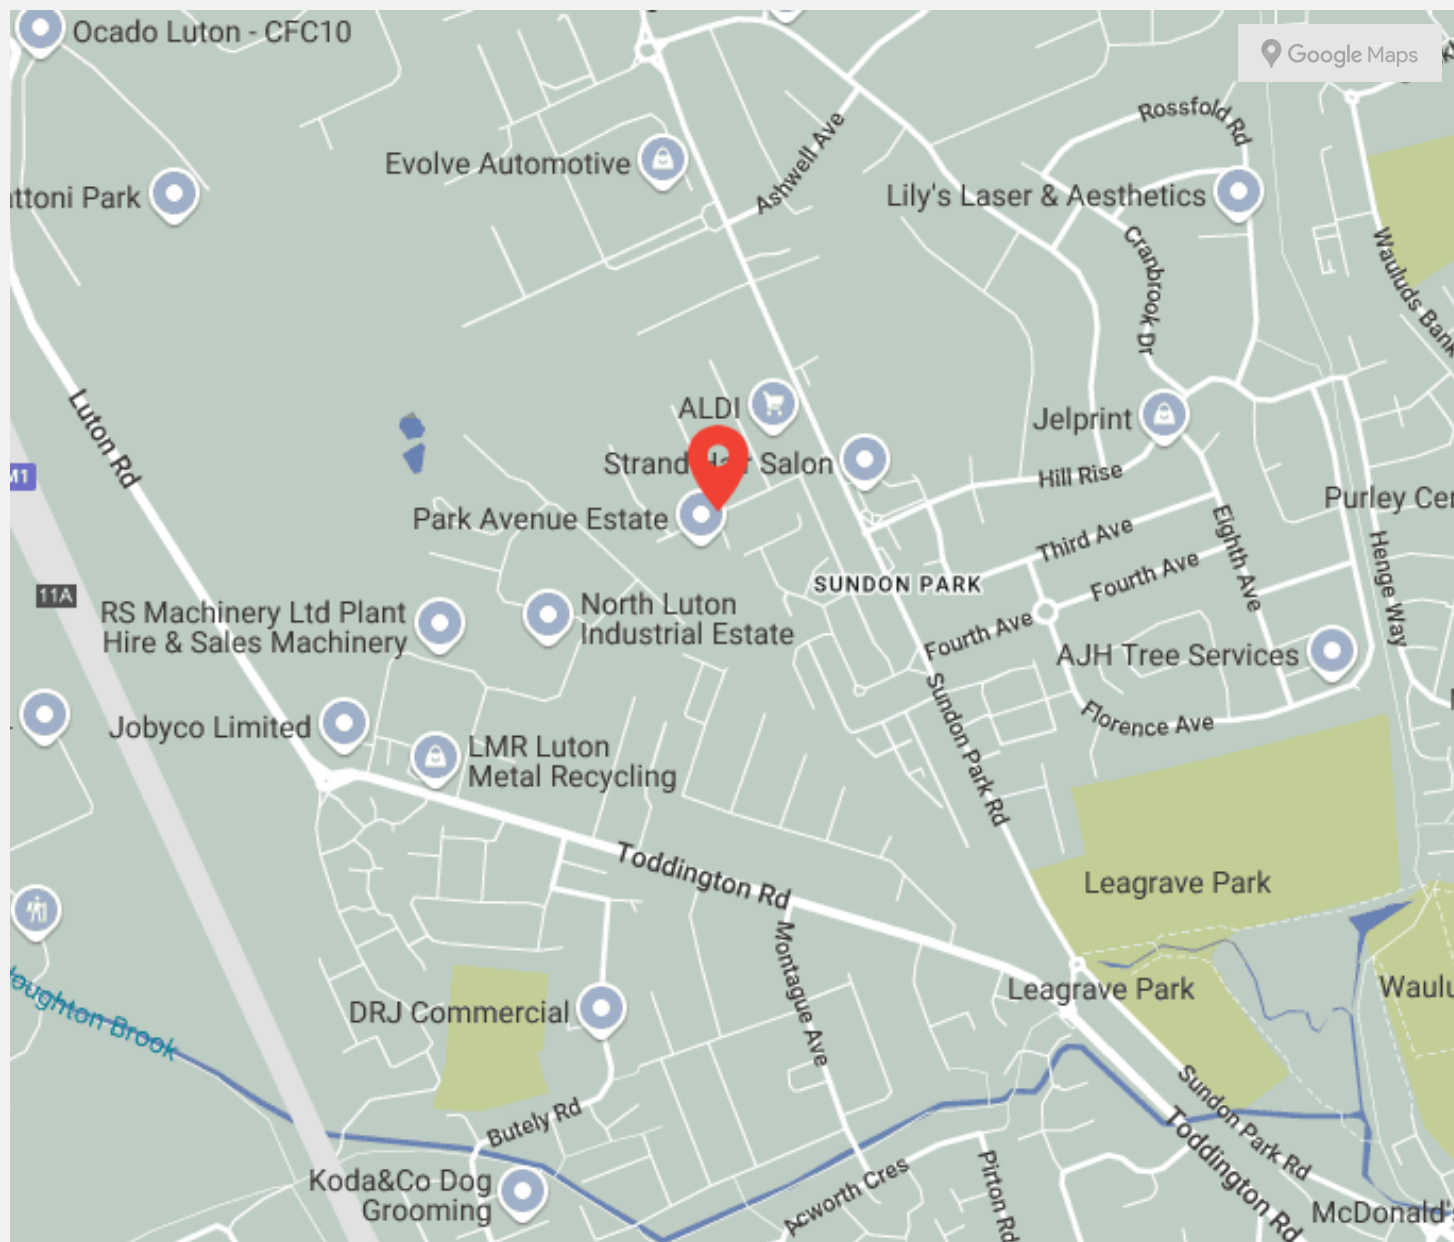 Ocado Luton - CFC10
Google Maps
Rossfold Rd
Evolve Automotive
Ashwell Ave
ttoni Park
Lily's Laser & Aesthetics
Wauluds Bank
Cranbrook Dr
Luton Rd
ALDI
Jelprint
Strand Hair Salon
M1
Hill Rise
Purley Cen
Park Avenue Estate
Third Ave
Eighth Ave
Henge Way
Fourth Ave
SUNDON PARK
11A
RS Machinery Ltd Plant
Hire & Sales Machinery
North Luton
Industrial Estate
Fourth Ave
AJH Tree Services
Jobyco Limited
Sundon Park Rd
Florence Ave
LMR Luton
Metal Recycling
Toddington Rd
Leagrave Park
Montague Ave
Houghton Brook
Leagrave Park
Waulu
DRJ Commercial
Sundon Park Rd
Butely Rd
Toddington Rd
Koda&Co Dog
Grooming
Acworth Cres
Pirton Rd
McDonald's